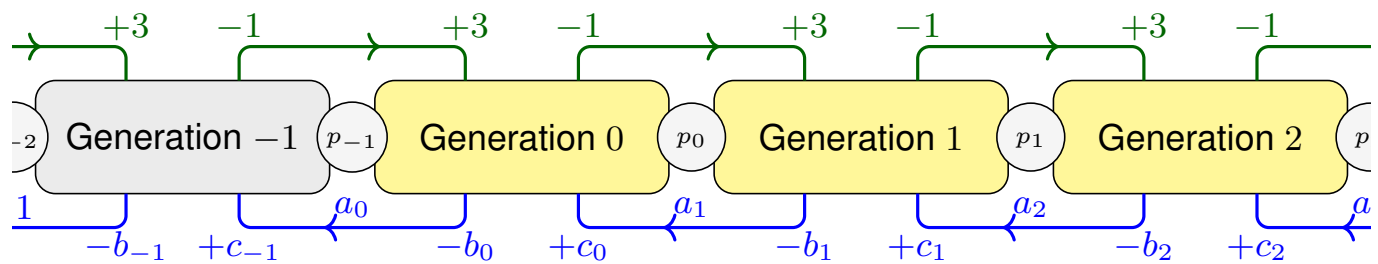 +3 −1 +3 −1 +3 −1 +3 −1
−2 Generation −1 p₋₁ Generation 0 p₀ Generation 1 p₁ Generation 2 p
1 a₀ a₁ a₂ a
−b₋₁ +c₋₁ −b₀ +c₀ −b₁ +c₁ −b₂ +c₂